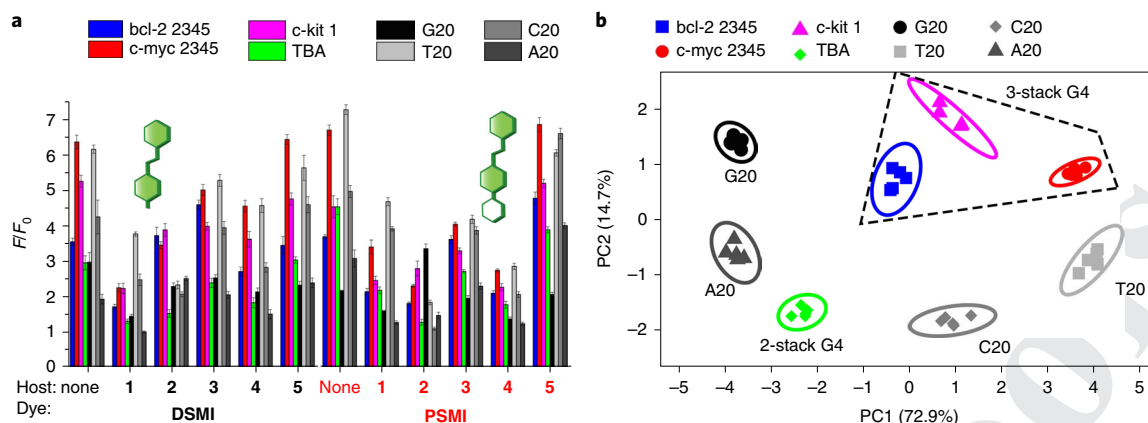 a
bcl-2 2345 c-kit 1 G20 C20
c-myc 2345 TBA T20 A20
F/F0
7
6
5
4
3
2
1
0
Host: none 1 2 3 4 5 None 1 2 3 4 5
Dye: DSMI PSMI
b
bcl-2 2345 c-kit 1 G20 C20
c-myc 2345 TBA T20 A20
PC2 (14.7%)
2
1
0
−1
−2
3-stack G4
G20
A20
T20
2-stack G4
C20
−5 −4 −3 −2 −1 0 1 2 3 4 5
PC1 (72.9%)